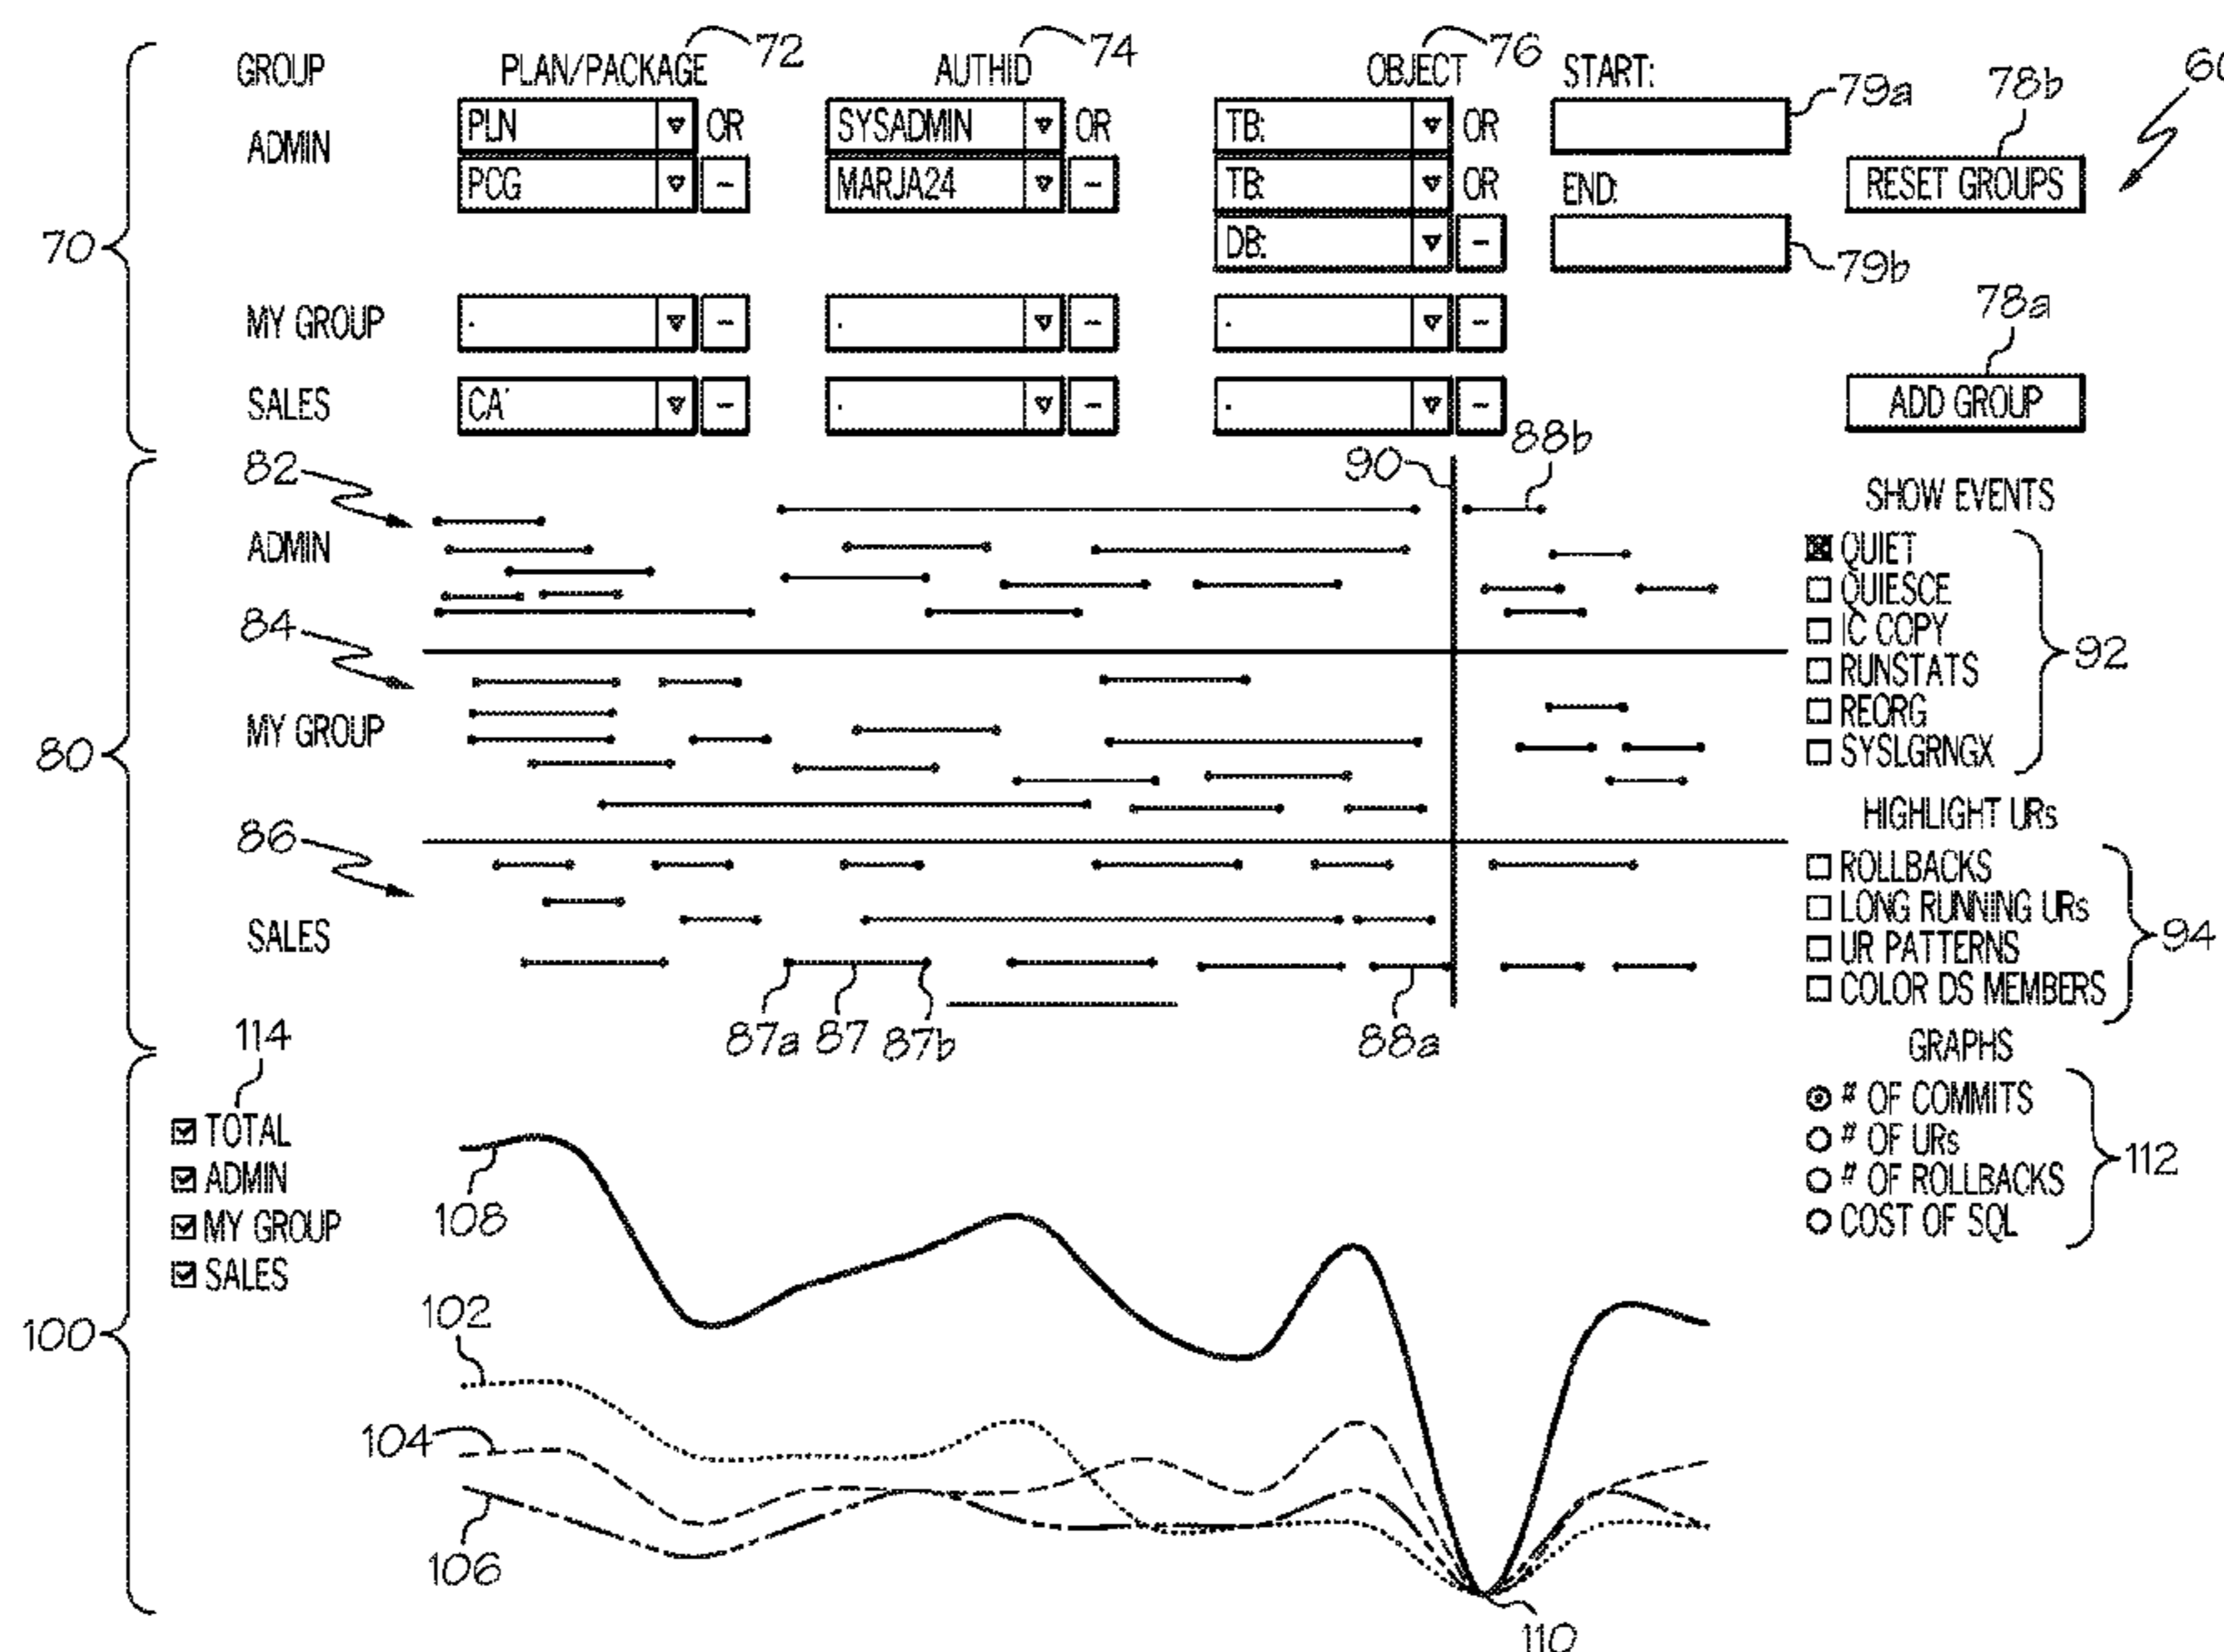 72 74 76
GROUP PLAN/PACKAGE AUTHID OBJECT START: 79a 78b 60
ADMIN PLN OR SYSADMIN OR TB: OR
PCG - MARJA24 - TB: OR END: RESET GROUPS
70 DB: - 79b
78a
MY GROUP . - . - . -
SALES CA' - . - . - ADD GROUP
82 90 88b
SHOW EVENTS
ADMIN QUIET
QUIESCE
84 IC COPY
92
RUNSTATS
REORG
80 MY GROUP SYSLGRNGX
HIGHLIGHT URs
86
ROLLBACKS
LONG RUNNING URs
94
SALES UR PATTERNS
COLOR DS MEMBERS
87a 87 87b 88a
114 GRAPHS
TOTAL # OF COMMITS
# OF URs
112
ADMIN # OF ROLLBACKS
MY GROUP 108 COST OF SQL
SALES
100 102
104
106
110